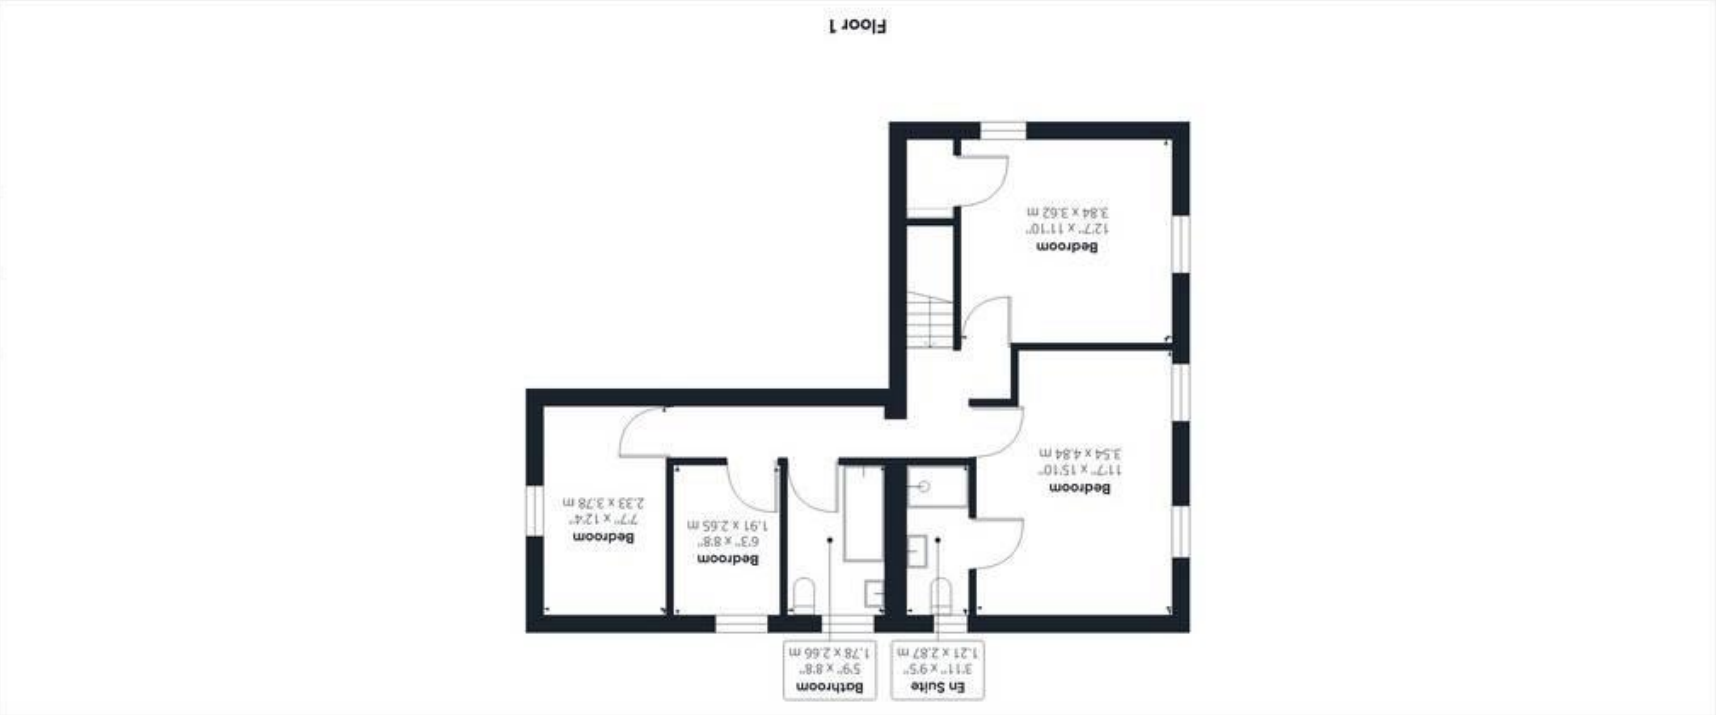 En Suite
3'11" x 9'5"
1.21 x 2.87 m
Bathroom
5'9" x 8'8"
1.78 x 2.66 m
Bedroom
11'7" x 15'10"
3.54 x 4.84 m
Bedroom
6'3" x 8'8"
1.91 x 2.65 m
Bedroom
7'7" x 12'4"
2.33 x 3.78 m
Bedroom
12'7" x 11'10"
3.84 x 3.62 m
Floor 1